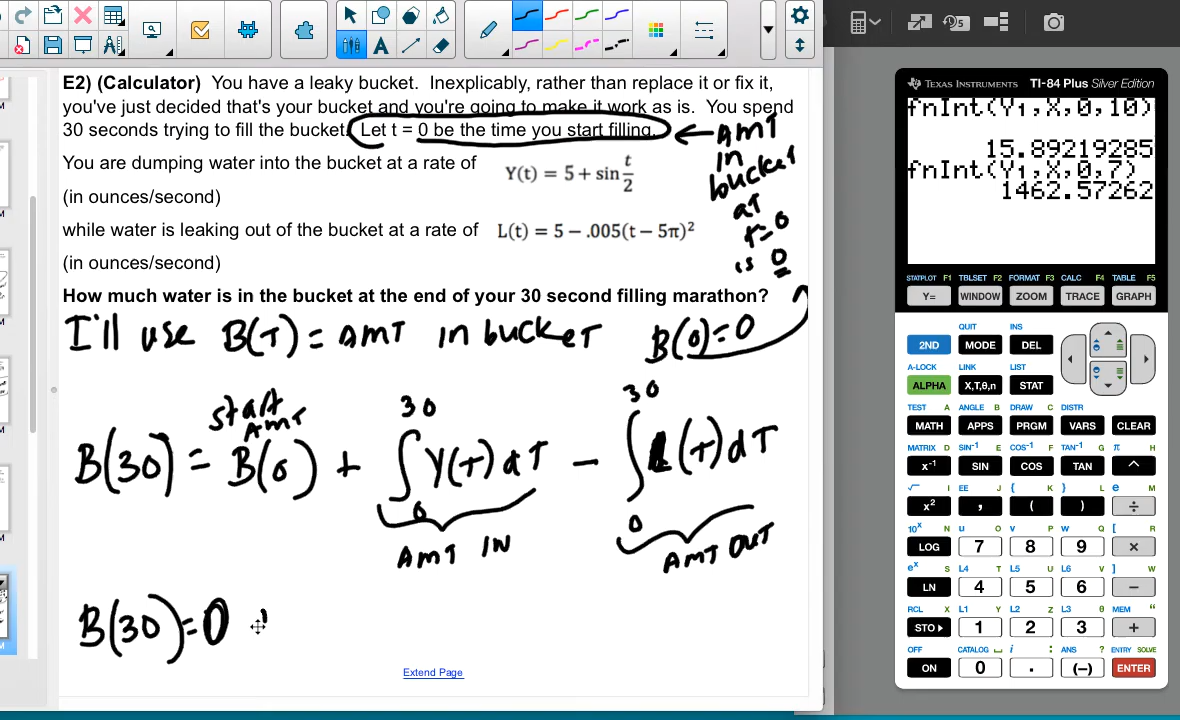 E2) (Calculator) You have a leaky bucket. Inexplicably, rather than replace it or fix it,
you've just decided that's your bucket and you're going to make it work as is. You spend
30 seconds trying to fill the bucket. Let t = 0 be the time you start filling.
You are dumping water into the bucket at a rate of Y(t) = 5 + sin t/2
(in ounces/second)
while water is leaking out of the bucket at a rate of L(t) = 5 − .005(t − 5π)²
(in ounces/second)
AMT
in
bucket
at
t=0
is 0
How much water is in the bucket at the end of your 30 second filling marathon?
I'll use B(T) = AMT in bucket B(0)=0
start
AMT
B(30) = B(0) + ∫₀³⁰ Y(T)dT − ∫₀³⁰ L(T)dT
AMT IN
AMT OUT
B(30)=0
Extend Page
TEXAS INSTRUMENTS TI-84 Plus Silver Edition
fnInt(Y₁,X,0,10)
15.89219285
fnInt(Y₁,X,0,7)
1462.57262
STATPLOT F1 TBLSET F2 FORMAT F3 CALC F4 TABLE F5
Y= WINDOW ZOOM TRACE GRAPH
QUIT INS
2ND MODE DEL
A-LOCK LINK LIST
ALPHA X,T,θ,n STAT
TEST A ANGLE B DRAW C DISTR
MATH APPS PRGM VARS CLEAR
MATRIX D SIN⁻¹ E COS⁻¹ F TAN⁻¹ G π H
x⁻¹ SIN COS TAN ^
√ I EE J { K } L e M
x² , ( ) ÷
10ˣ N u O v P w Q [ R
LOG 7 8 9 ×
eˣ S L4 T L5 U L6 V ] W
LN 4 5 6 −
RCL X L1 Y L2 Z L3 θ MEM “
STO▸ 1 2 3 +
OFF CATALOG i : ANS ? ENTRY SOLVE
ON 0 . (−) ENTER